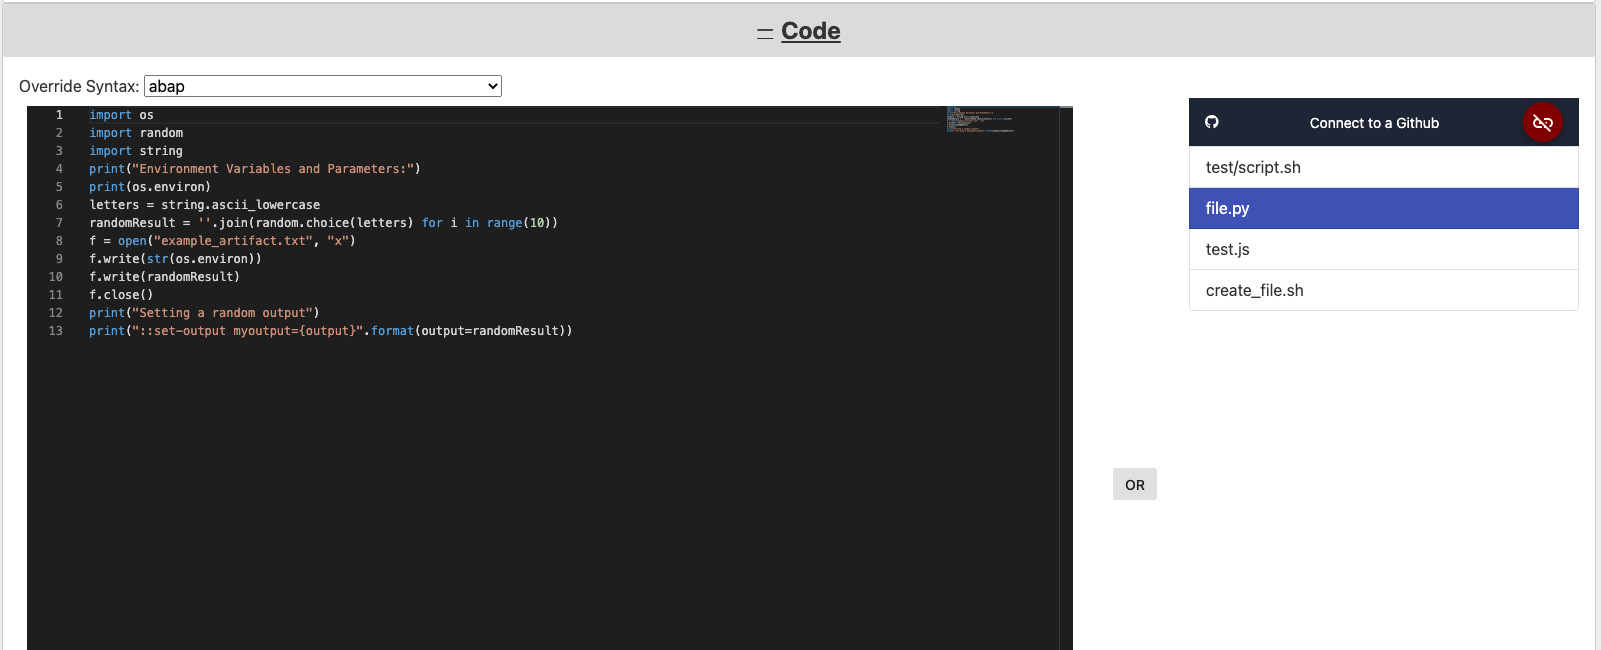 Code
Override Syntax: abap
1 import os
2 import random
3 import string
4 print("Environment Variables and Parameters:")
5 print(os.environ)
6 letters = string.ascii_lowercase
7 randomResult = ''.join(random.choice(letters) for i in range(10))
8 f = open("example_artifact.txt", "x")
9 f.write(str(os.environ))
10 f.write(randomResult)
11 f.close()
12 print("Setting a random output")
13 print("::set-output myoutput={output}".format(output=randomResult))
OR
Connect to a Github
test/script.sh
file.py
test.js
create_file.sh